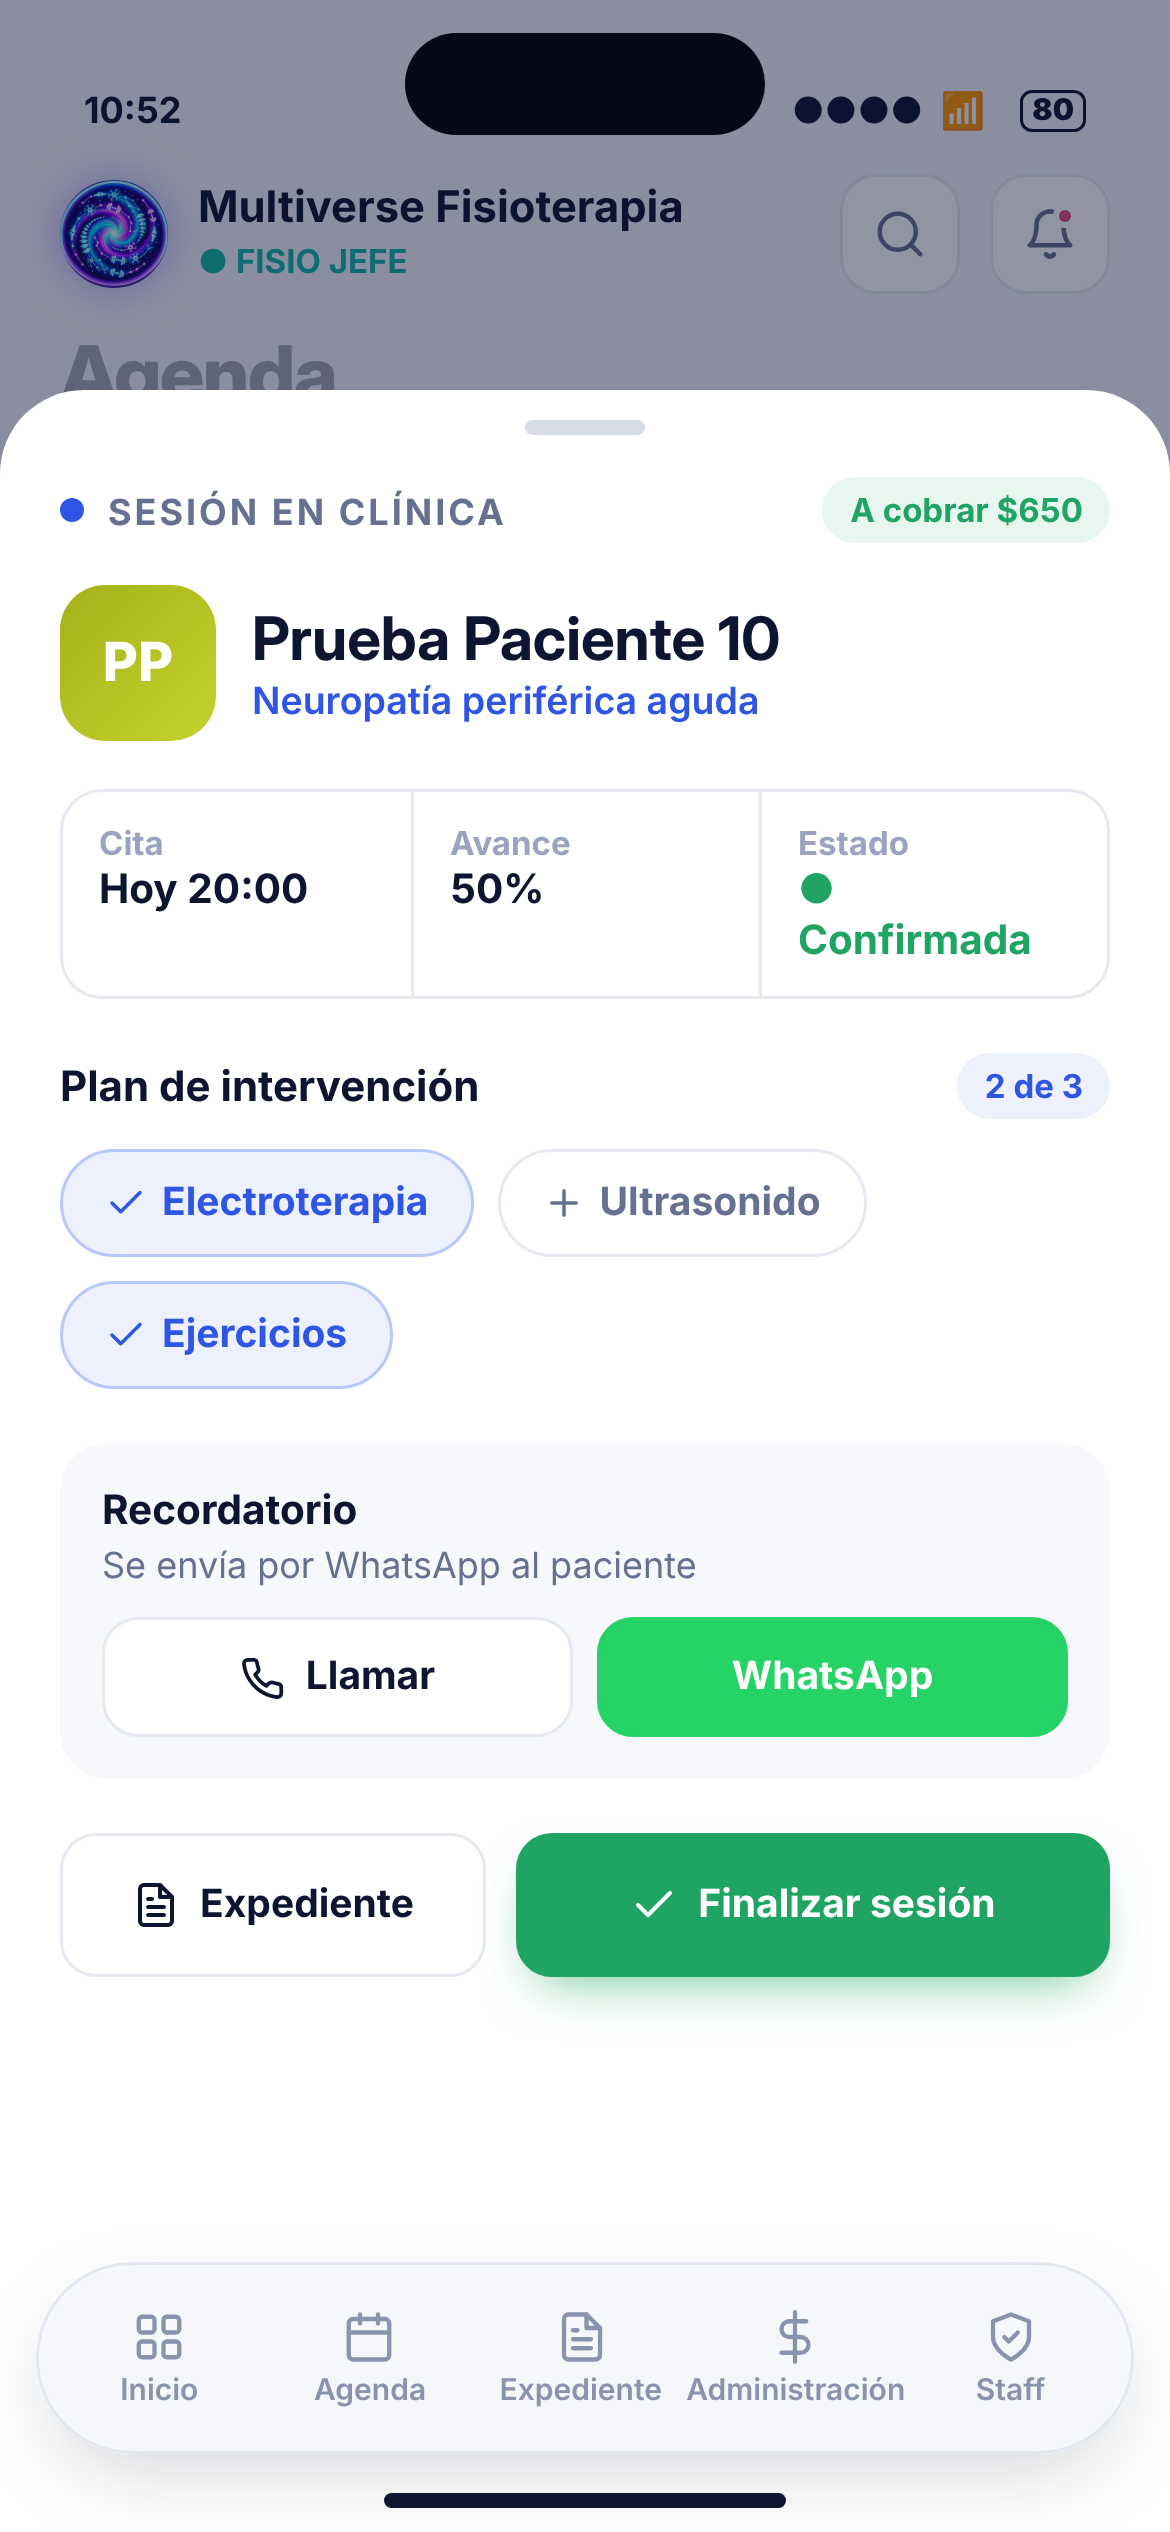 10:52
80
Multiverse Fisioterapia
FISIO JEFE
Agenda
SESIÓN EN CLÍNICA
A cobrar $650
PP
Prueba Paciente 10
Neuropatía periférica aguda
Cita
Hoy 20:00
Avance
50%
Estado
Confirmada
Plan de intervención
2 de 3
Electroterapia
Ultrasonido
Ejercicios
Recordatorio
Se envía por WhatsApp al paciente
Llamar
WhatsApp
Expediente
Finalizar sesión
Inicio
Agenda
Expediente
Administración
Staff